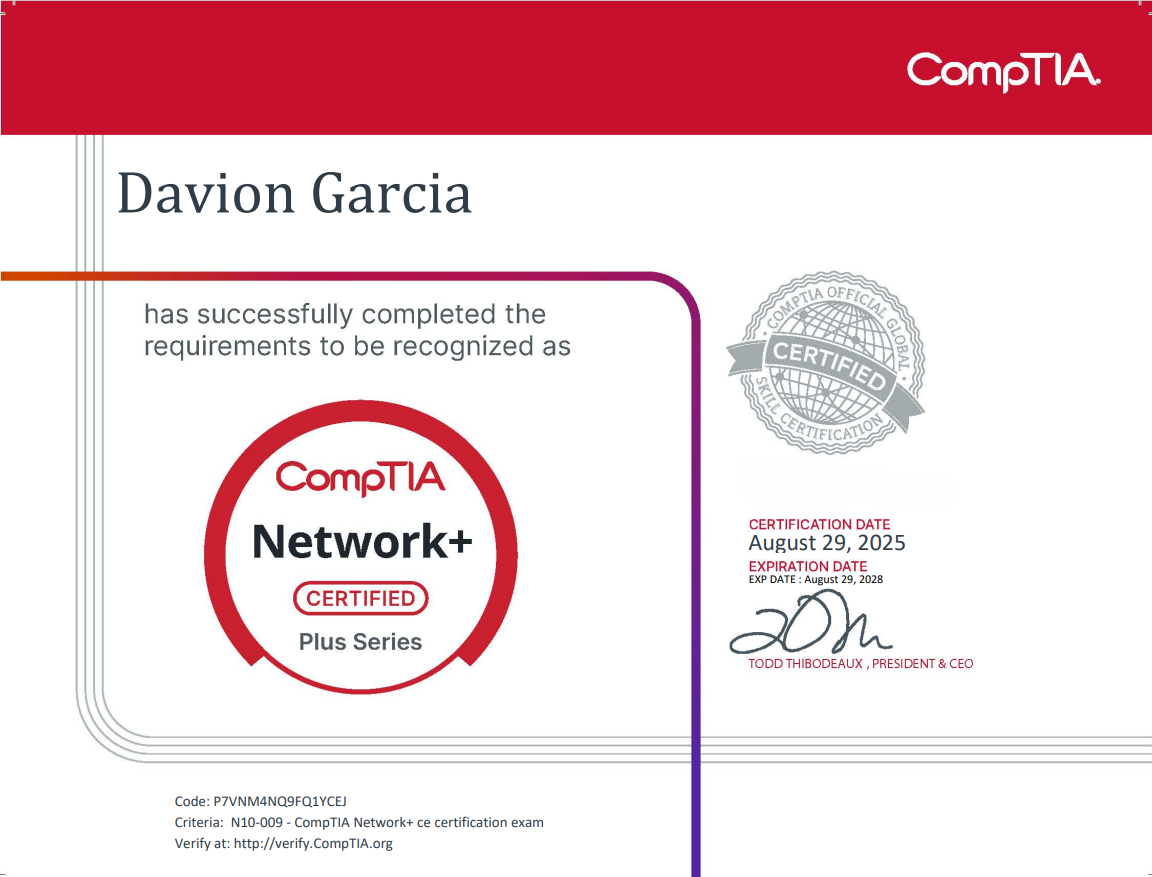 CompTIA.
Davion Garcia
has successfully completed the
requirements to be recognized as
CompTIA
Network+
CERTIFIED
Plus Series
COMPTIA OFFICIAL GLOBAL
CERTIFIED
SKILL CERTIFICATION
CERTIFICATION DATE
August 29, 2025
EXPIRATION DATE
EXP DATE : August 29, 2028
TODD THIBODEAUX , PRESIDENT & CEO
Code: P7VNM4NQ9FQ1YCEJ
Criteria: N10-009 - CompTIA Network+ ce certification exam
Verify at: http://verify.CompTIA.org